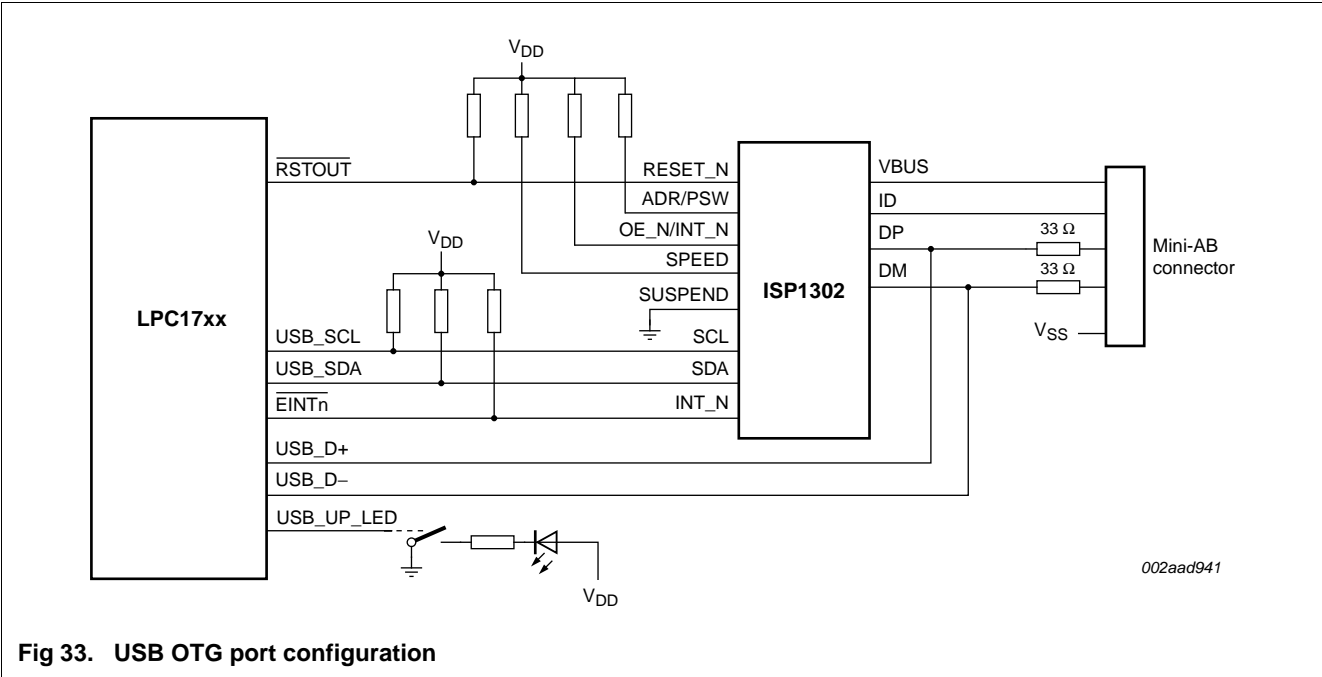 VDD
RSTOUT
RESET_N
VBUS
ADR/PSW
ID
OE_N/INT_N
DP
33 Ω
VDD
SPEED
DM
33 Ω
Mini-AB
connector
SUSPEND
ISP1302
LPC17xx
VSS
USB_SCL
SCL
USB_SDA
SDA
EINTn
INT_N
USB_D+
USB_D−
USB_UP_LED
VDD
002aad941
Fig 33. USB OTG port configuration